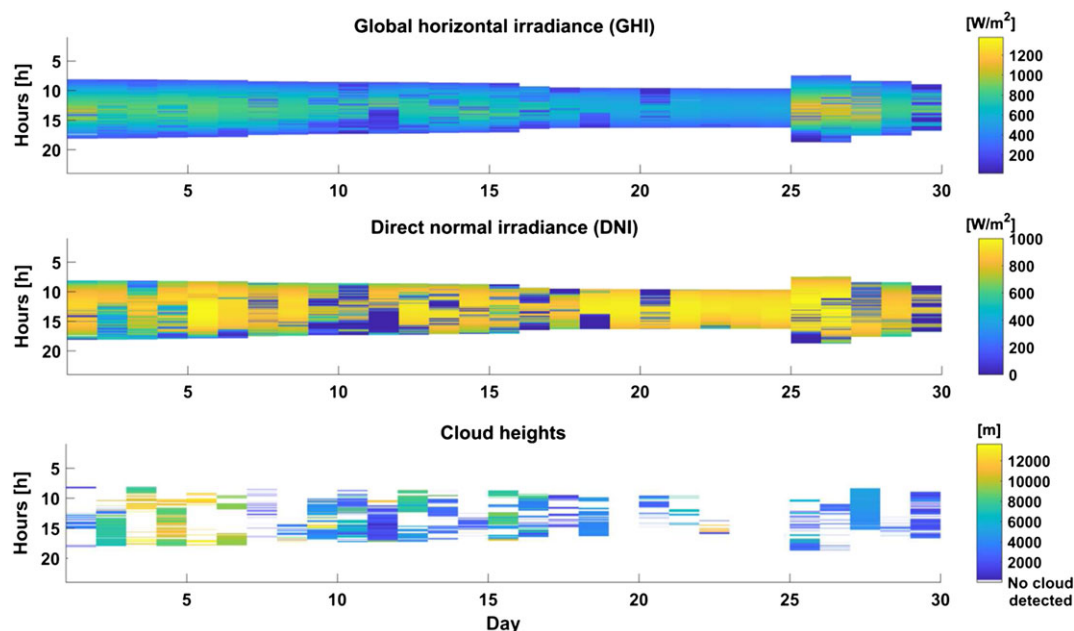 Global horizontal irradiance (GHI)
[W/m²]
Hours [h]
5
10
15
20
5 10 15 20 25 30
1200
1000
800
600
400
200
Direct normal irradiance (DNI)
[W/m²]
Hours [h]
5
10
15
20
5 10 15 20 25 30
1000
800
600
400
200
0
Cloud heights
[m]
Hours [h]
5
10
15
20
5 10 15 20 25 30
Day
12000
10000
8000
6000
4000
2000
No cloud
detected